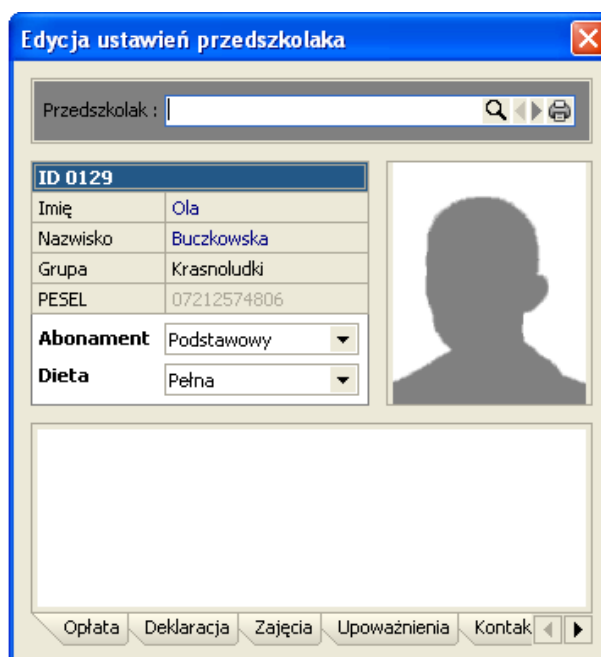 Edycja ustawień przedszkolaka
Przedszkolak :
ID 0129
Imię Ola
Nazwisko Buczkowska
Grupa Krasnoludki
PESEL 07212574806
Abonament Podstawowy
Dieta Pełna
Opłata Deklaracja Zajęcia Upoważnienia Kontak